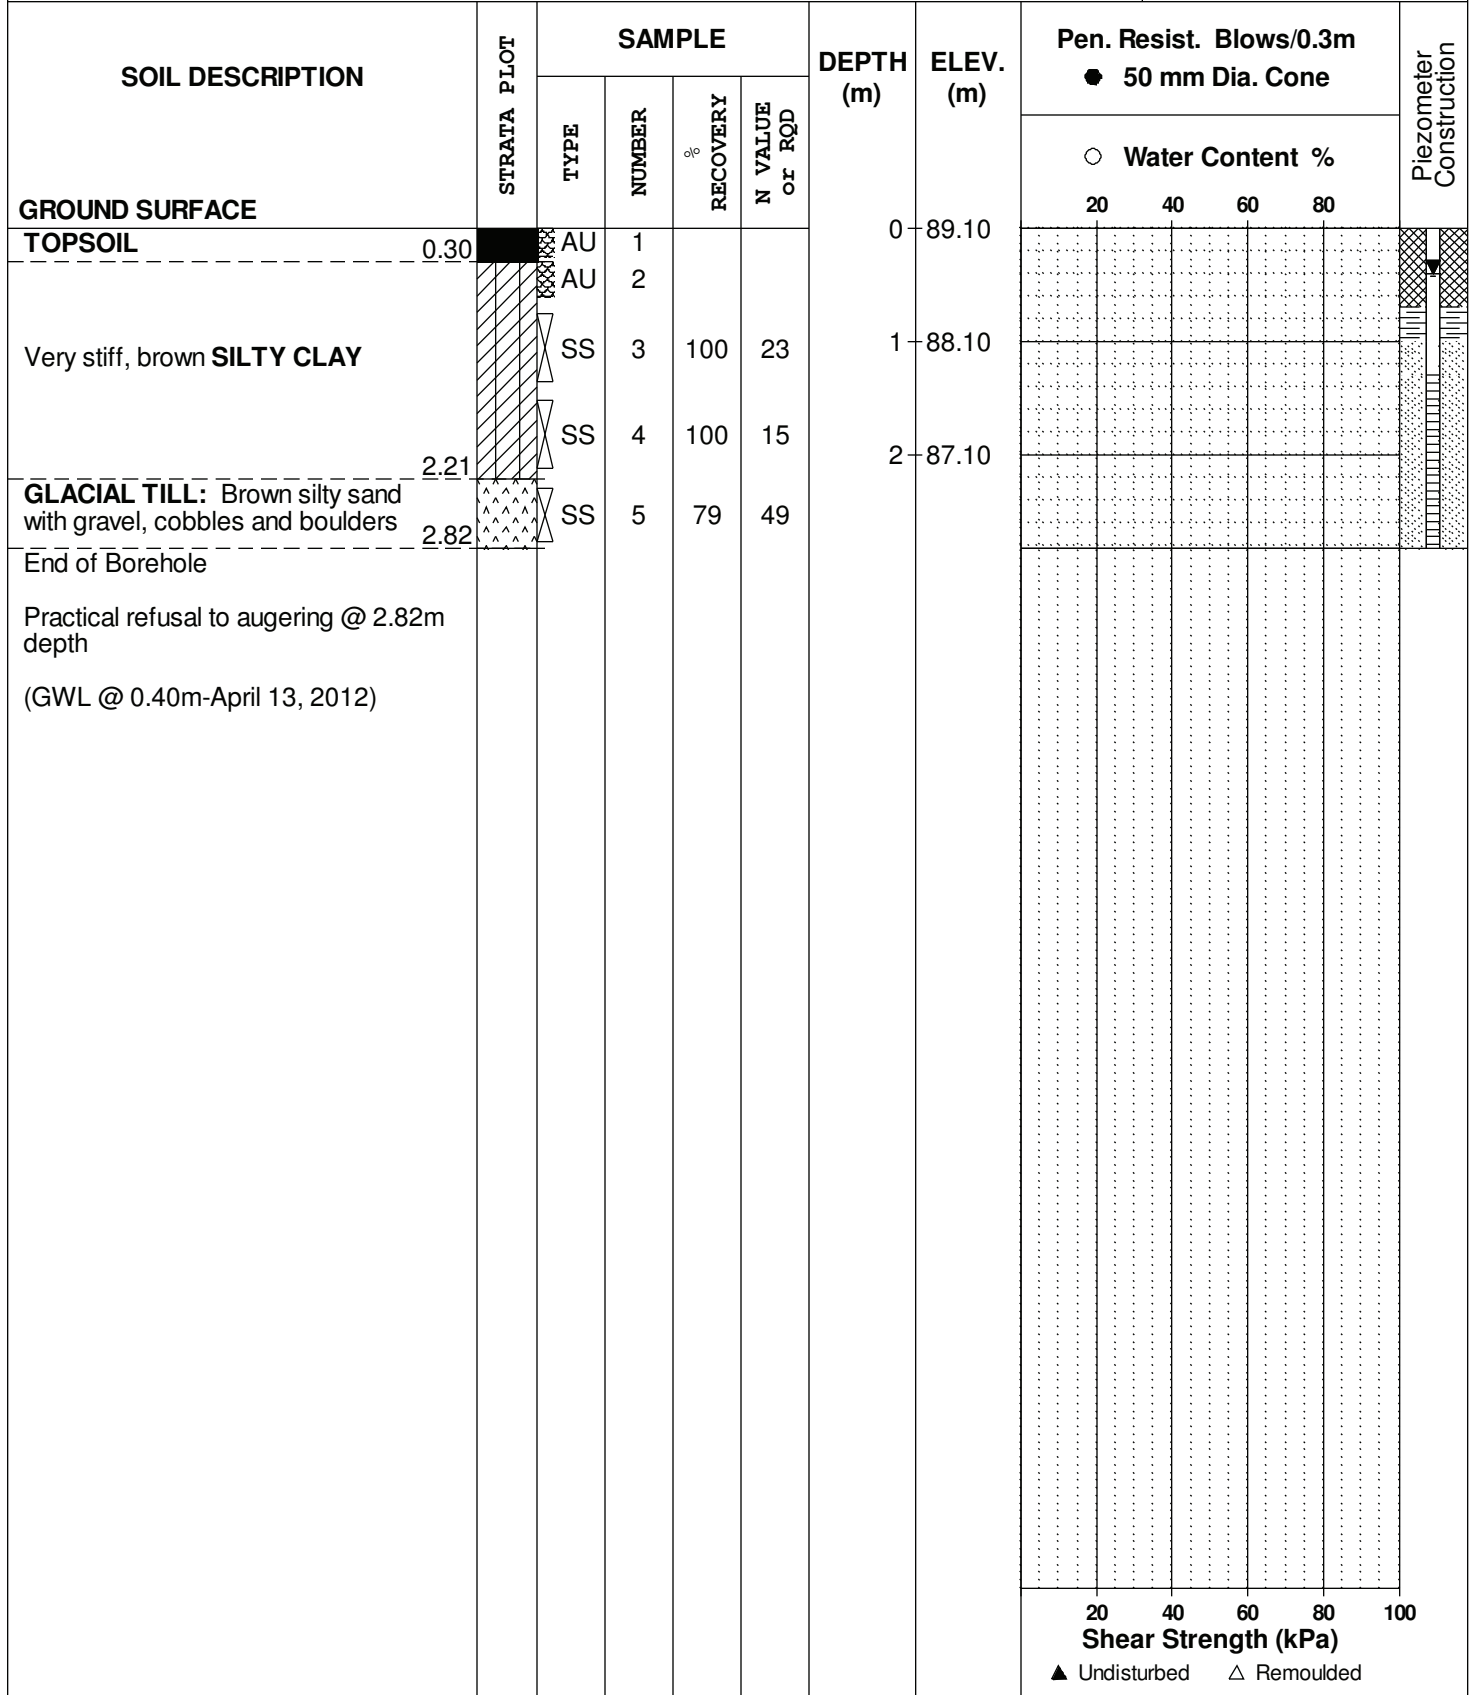 SOIL DESCRIPTION
STRATA PLOT
SAMPLE
TYPE
NUMBER
% RECOVERY
N VALUE or RQD
DEPTH (m)
ELEV. (m)
Pen. Resist. Blows/0.3m
● 50 mm Dia. Cone
○ Water Content %
Piezometer Construction
20 40 60 80
GROUND SURFACE
0 89.10
TOPSOIL 0.30
AU 1
AU 2
Very stiff, brown SILTY CLAY
SS 3 100 23
1 88.10
SS 4 100 15
2 87.10
2.21
GLACIAL TILL: Brown silty sand
with gravel, cobbles and boulders 2.82
SS 5 79 49
End of Borehole
Practical refusal to augering @ 2.82m
depth
(GWL @ 0.40m-April 13, 2012)
20 40 60 80 100
Shear Strength (kPa)
▲ Undisturbed △ Remoulded